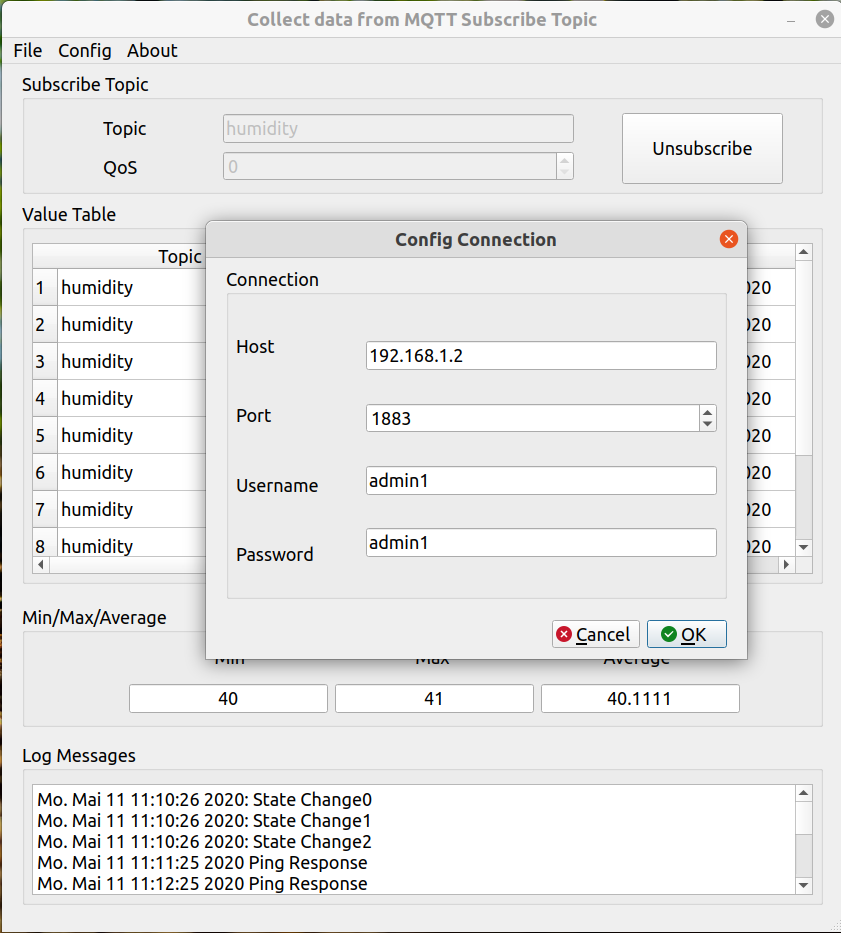 Collect data from MQTT Subscribe Topic
File Config About
Subscribe Topic
Topic humidity
Unsubscribe
QoS 0
Value Table
Topic
1 humidity 020
2 humidity 020
3 humidity 020
4 humidity 020
5 humidity 020
6 humidity 020
7 humidity 020
8 humidity 020
Config Connection
Connection
Host 192.168.1.2
Port 1883
Username admin1
Password admin1
Cancel OK
Min/Max/Average
Min Max Average
40 41 40.1111
Log Messages
Mo. Mai 11 11:10:26 2020: State Change0
Mo. Mai 11 11:10:26 2020: State Change1
Mo. Mai 11 11:10:26 2020: State Change2
Mo. Mai 11 11:11:25 2020 Ping Response
Mo. Mai 11 11:12:25 2020 Ping Response